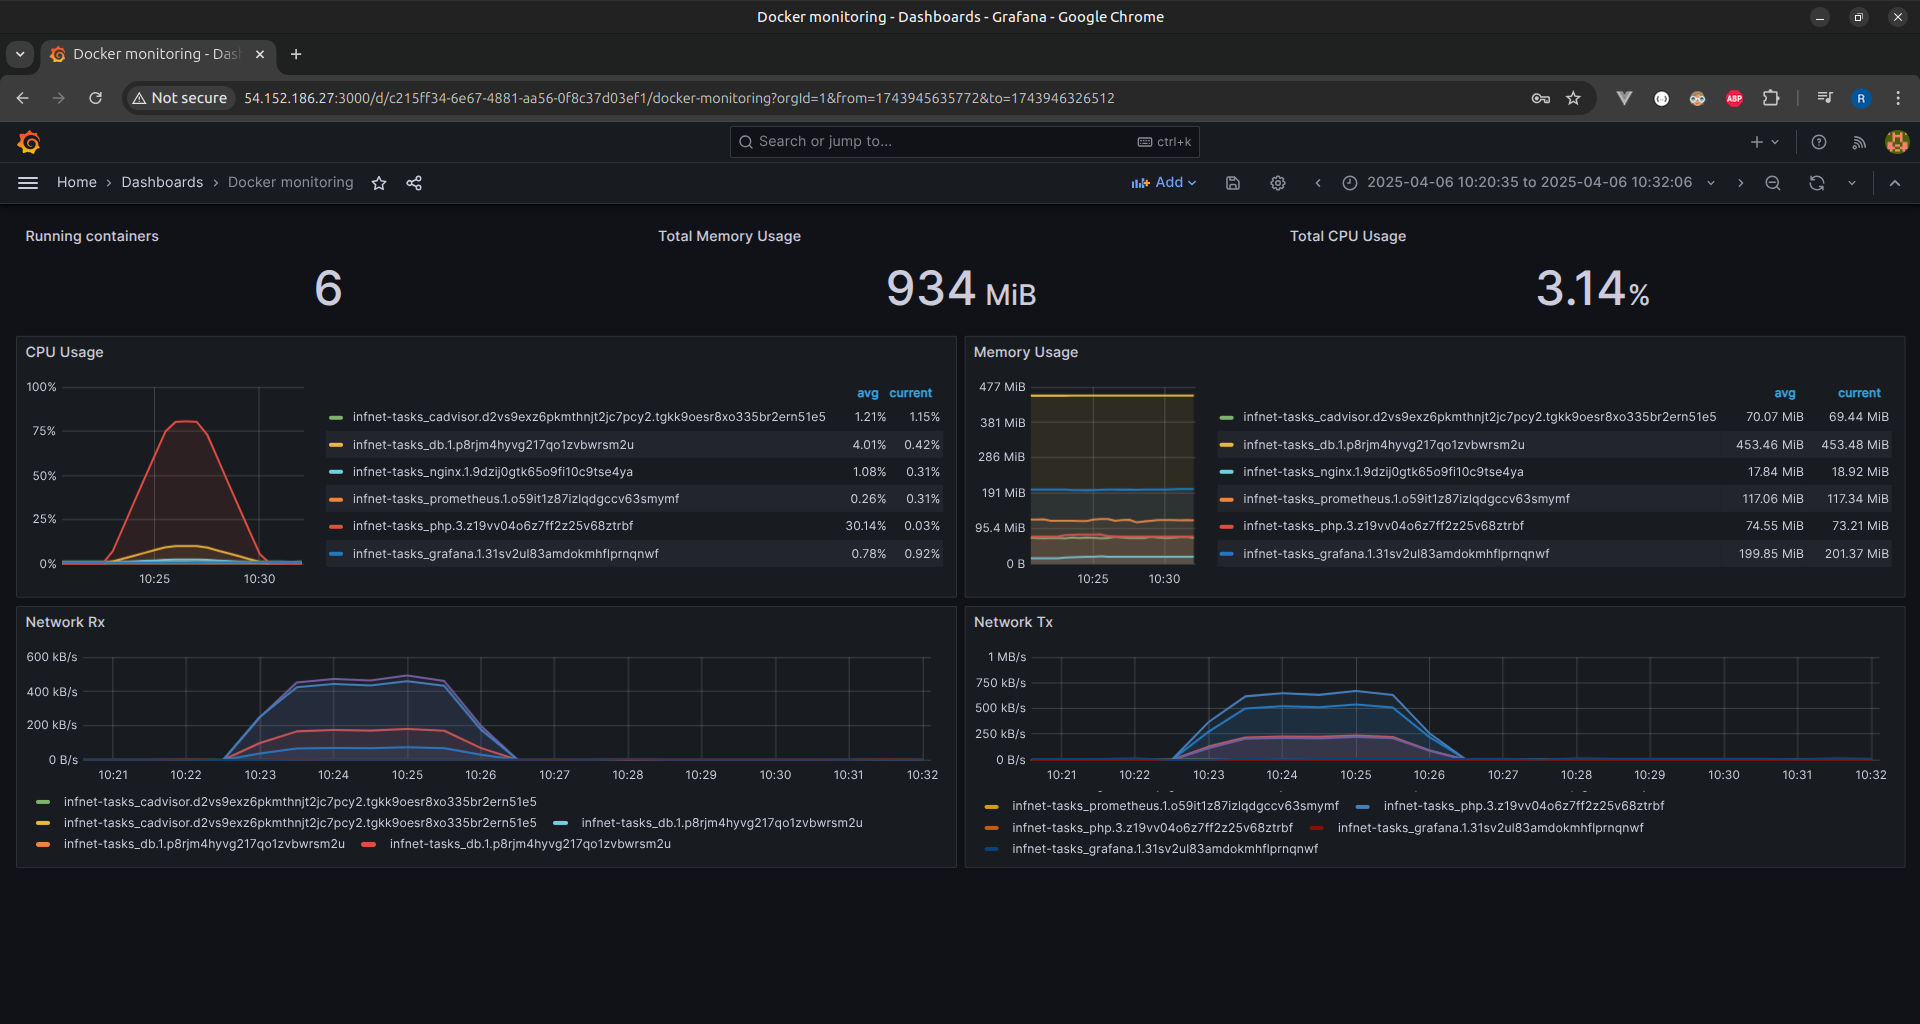 Docker monitoring - Dashboards - Grafana - Google Chrome
Docker monitoring - Das
Not secure 54.152.186.27:3000/d/c215ff34-6e67-4881-aa56-0f8c37d03ef1/docker-monitoring?orgId=1&from=1743945635772&to=1743946326512
ABP
R
Search or jump to... ctrl+k
Home › Dashboards › Docker monitoring
Add
2025-04-06 10:20:35 to 2025-04-06 10:32:06
Running containers
6
Total Memory Usage
934 MiB
Total CPU Usage
3.14%
CPU Usage
100%
75%
50%
25%
0%
10:25 10:30
avg current
infnet-tasks_cadvisor.d2vs9exz6pkmthnjt2jc7pcy2.tgkk9oesr8xo335br2ern51e5 1.21% 1.15%
infnet-tasks_db.1.p8rjm4hyvg217qo1zvbwrsm2u 4.01% 0.42%
infnet-tasks_nginx.1.9dzij0gtk65o9fi10c9tse4ya 1.08% 0.31%
infnet-tasks_prometheus.1.o59it1z87izlqdgccv63smymf 0.26% 0.31%
infnet-tasks_php.3.z19vv04o6z7ff2z25v68ztrbf 30.14% 0.03%
infnet-tasks_grafana.1.31sv2ul83amdokmhflprnqnwf 0.78% 0.92%
Memory Usage
477 MiB
381 MiB
286 MiB
191 MiB
95.4 MiB
0 B
10:25 10:30
avg current
infnet-tasks_cadvisor.d2vs9exz6pkmthnjt2jc7pcy2.tgkk9oesr8xo335br2ern51e5 70.07 MiB 69.44 MiB
infnet-tasks_db.1.p8rjm4hyvg217qo1zvbwrsm2u 453.46 MiB 453.48 MiB
infnet-tasks_nginx.1.9dzij0gtk65o9fi10c9tse4ya 17.84 MiB 18.92 MiB
infnet-tasks_prometheus.1.o59it1z87izlqdgccv63smymf 117.06 MiB 117.34 MiB
infnet-tasks_php.3.z19vv04o6z7ff2z25v68ztrbf 74.55 MiB 73.21 MiB
infnet-tasks_grafana.1.31sv2ul83amdokmhflprnqnwf 199.85 MiB 201.37 MiB
Network Rx
600 kB/s
400 kB/s
200 kB/s
0 B/s
10:21 10:22 10:23 10:24 10:25 10:26 10:27 10:28 10:29 10:30 10:31 10:32
infnet-tasks_cadvisor.d2vs9exz6pkmthnjt2jc7pcy2.tgkk9oesr8xo335br2ern51e5
infnet-tasks_cadvisor.d2vs9exz6pkmthnjt2jc7pcy2.tgkk9oesr8xo335br2ern51e5 infnet-tasks_db.1.p8rjm4hyvg217qo1zvbwrsm2u
infnet-tasks_db.1.p8rjm4hyvg217qo1zvbwrsm2u infnet-tasks_db.1.p8rjm4hyvg217qo1zvbwrsm2u
Network Tx
1 MB/s
750 kB/s
500 kB/s
250 kB/s
0 B/s
10:21 10:22 10:23 10:24 10:25 10:26 10:27 10:28 10:29 10:30 10:31 10:32
infnet-tasks_prometheus.1.o59it1z87izlqdgccv63smymf infnet-tasks_php.3.z19vv04o6z7ff2z25v68ztrbf
infnet-tasks_php.3.z19vv04o6z7ff2z25v68ztrbf infnet-tasks_grafana.1.31sv2ul83amdokmhflprnqnwf
infnet-tasks_grafana.1.31sv2ul83amdokmhflprnqnwf